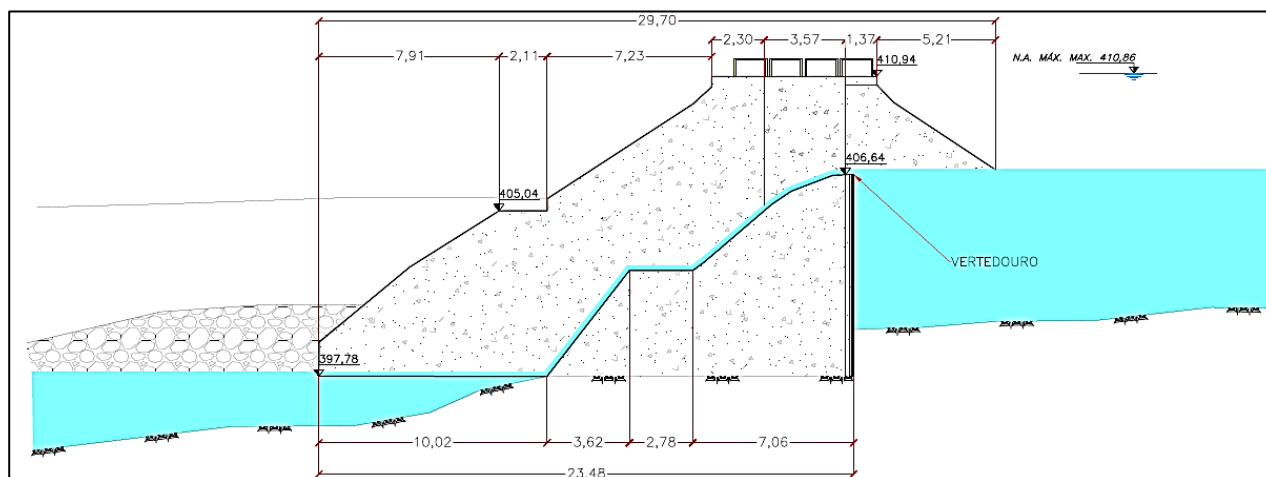 29,70
2,30 3,57 1,37 5,21
7,91 2,11 7,23
410,94
N.A. MÁX. MAX. 410,86
406,64
405,04
VERTEDOURO
397,78
10,02 3,62 2,78 7,06
23,48